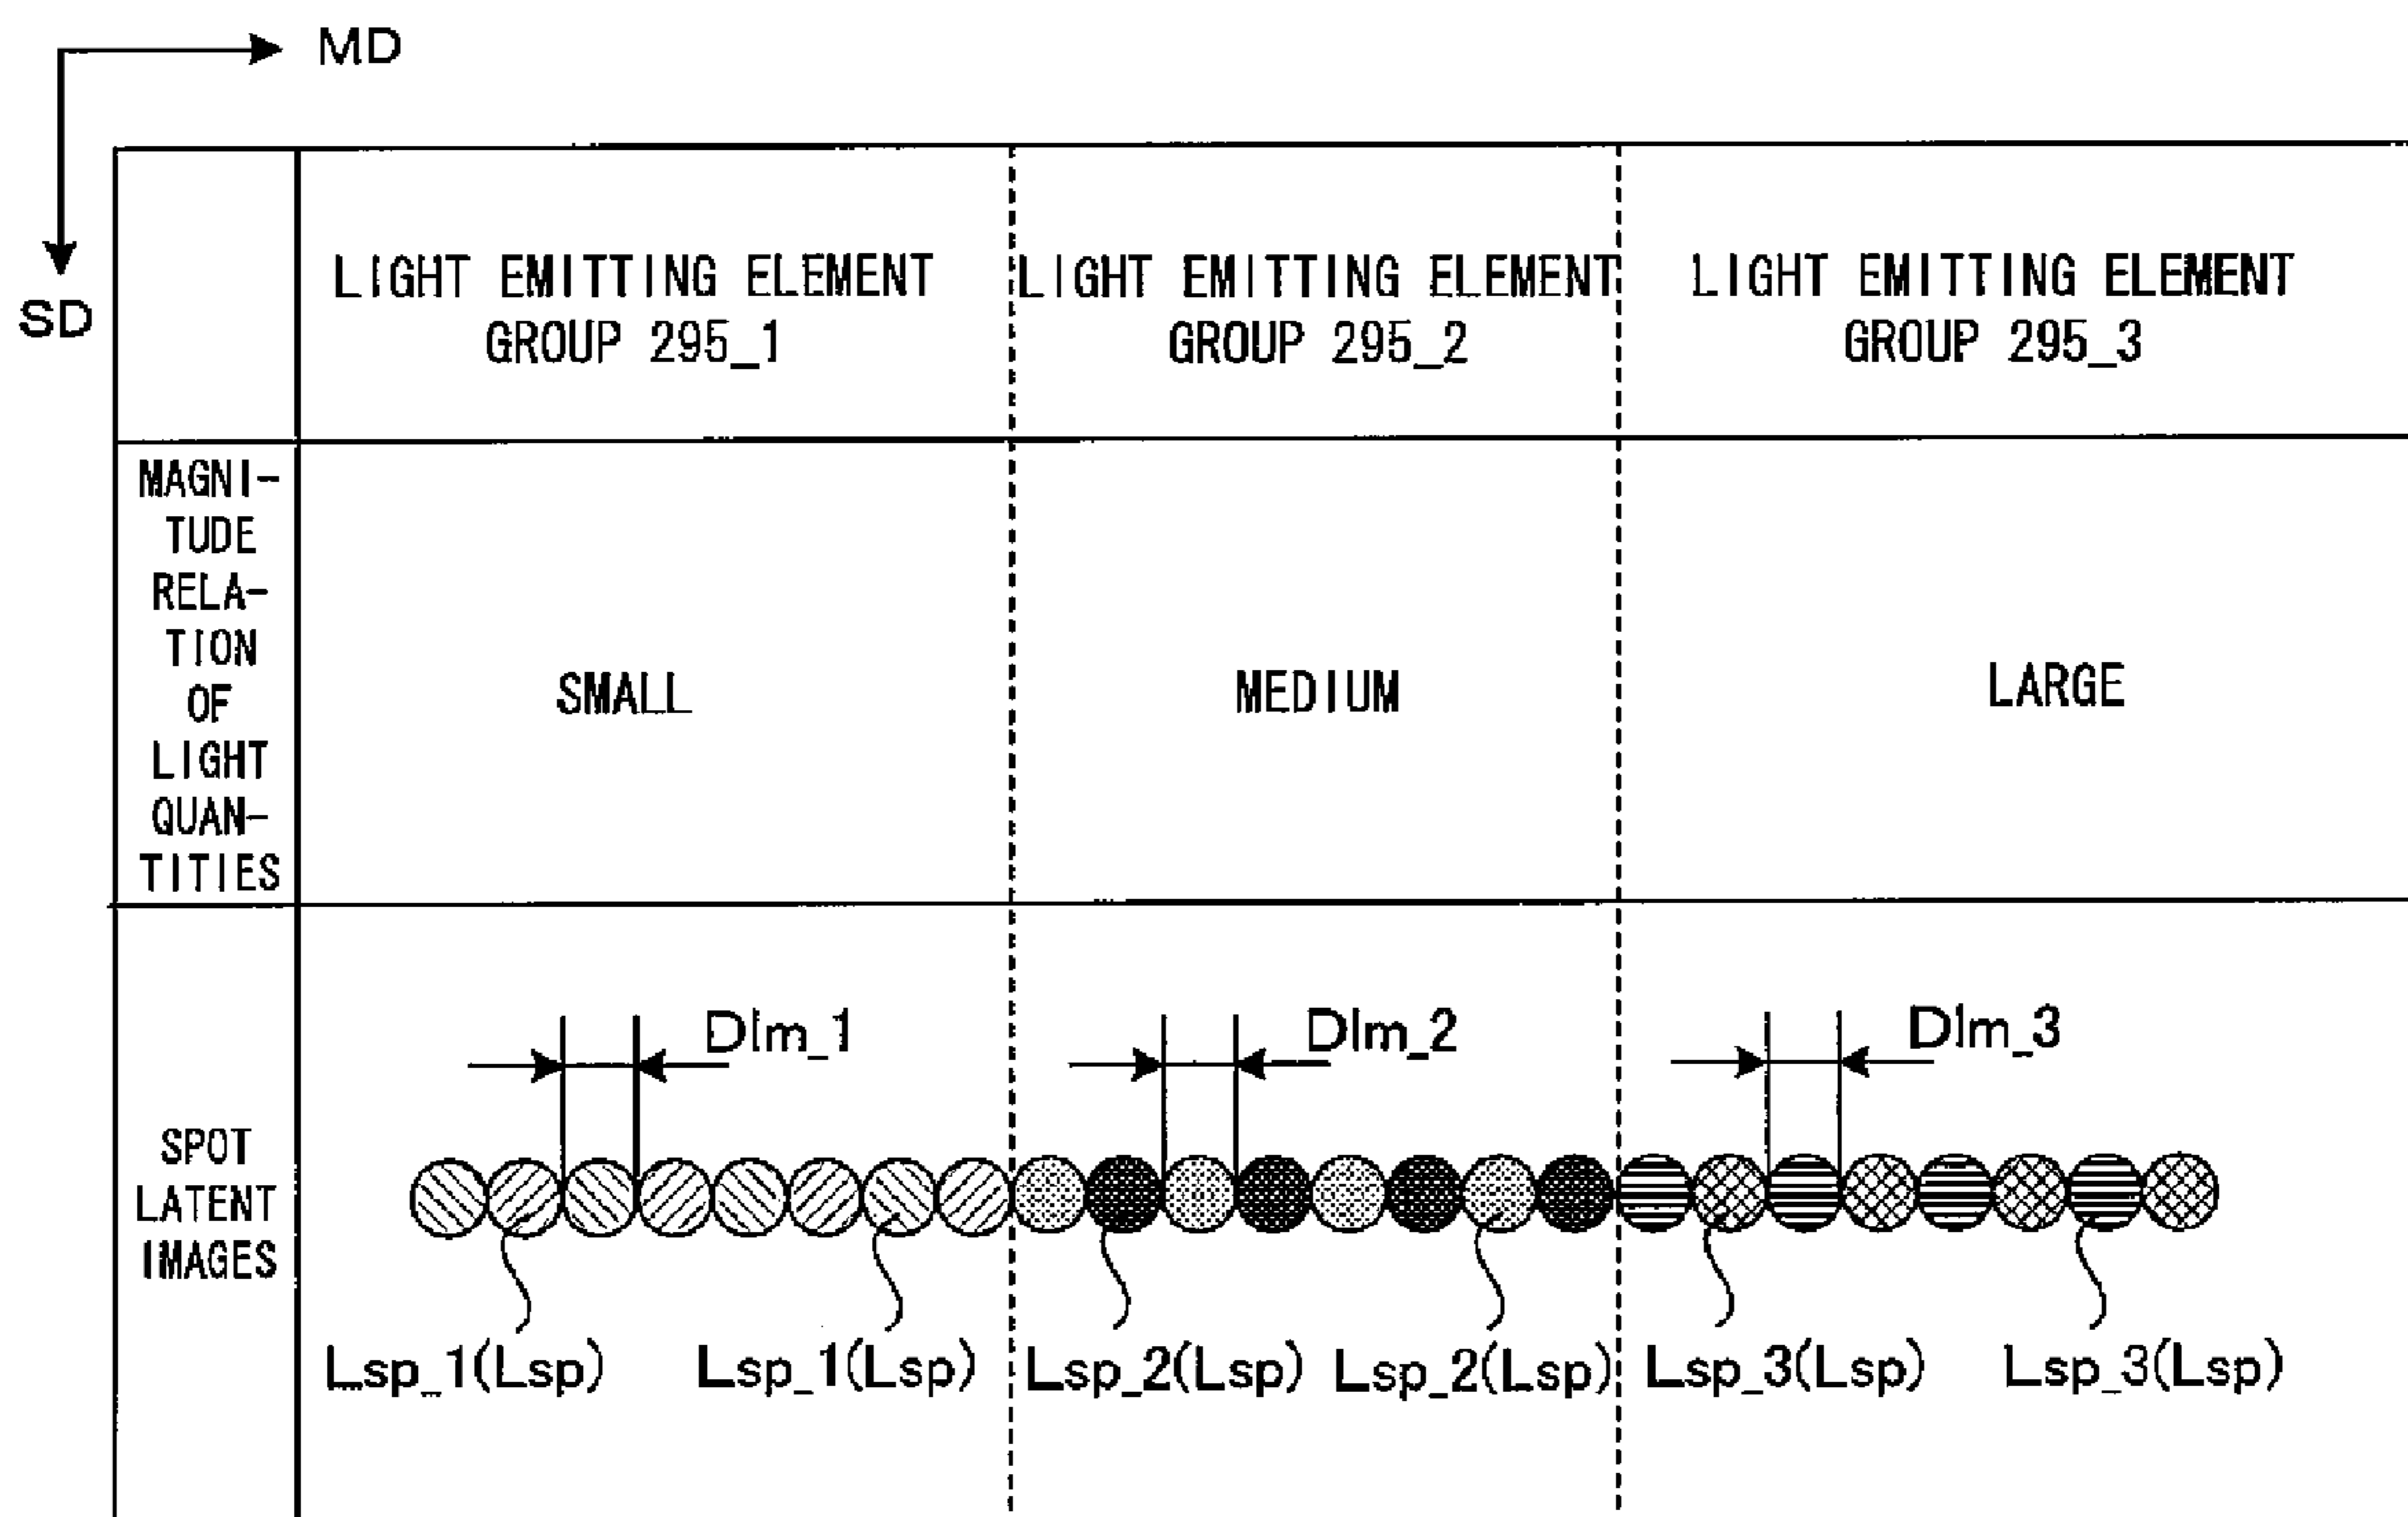 MD
SD
LIGHT EMITTING ELEMENT
GROUP 295_1
LIGHT EMITTING ELEMENT
GROUP 295_2
LIGHT EMITTING ELEMENT
GROUP 295_3
MAGNI-
TUDE
RELA-
TION
OF
LIGHT
QUAN-
TITIES
SMALL
MEDIUM
LARGE
SPOT
LATENT
IMAGES
Dlm_1
Dlm_2
Dlm_3
Lsp_1(Lsp)
Lsp_1(Lsp)
Lsp_2(Lsp)
Lsp_2(Lsp)
Lsp_3(Lsp)
Lsp_3(Lsp)